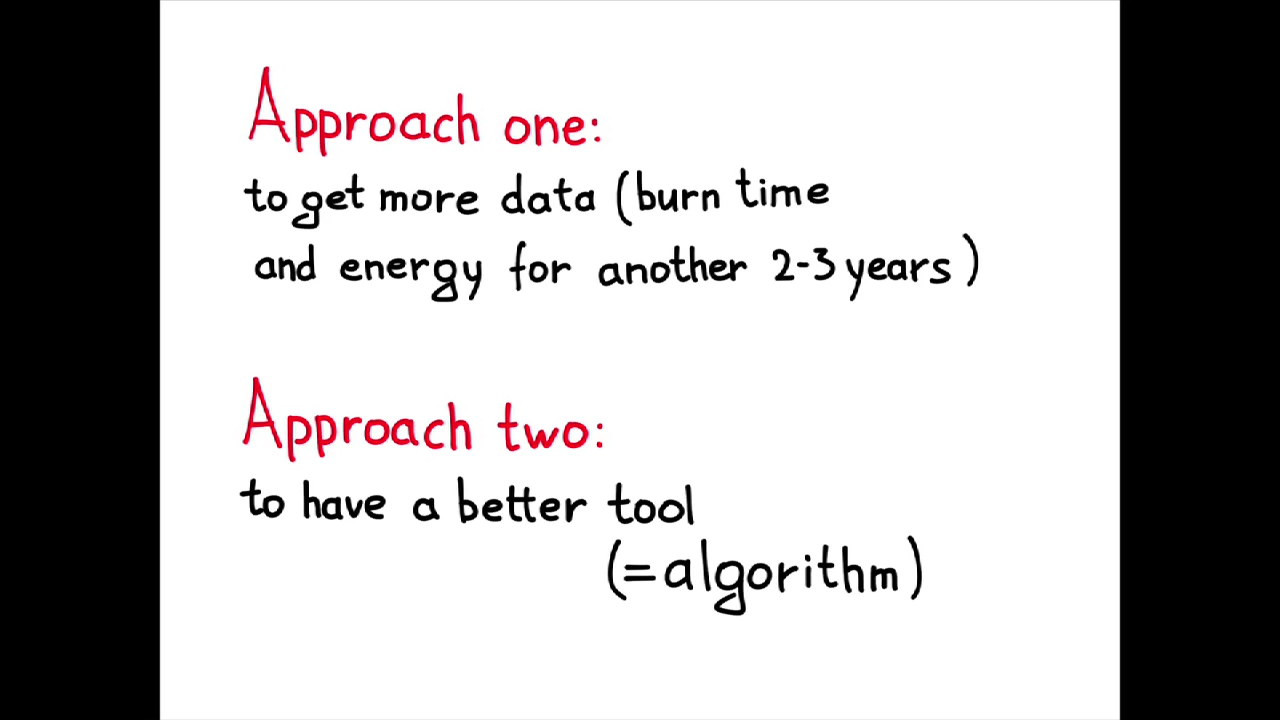 Approach one:
to get more data (burn time
and energy for another 2-3 years)
Approach two:
to have a better tool
(=algorithm)